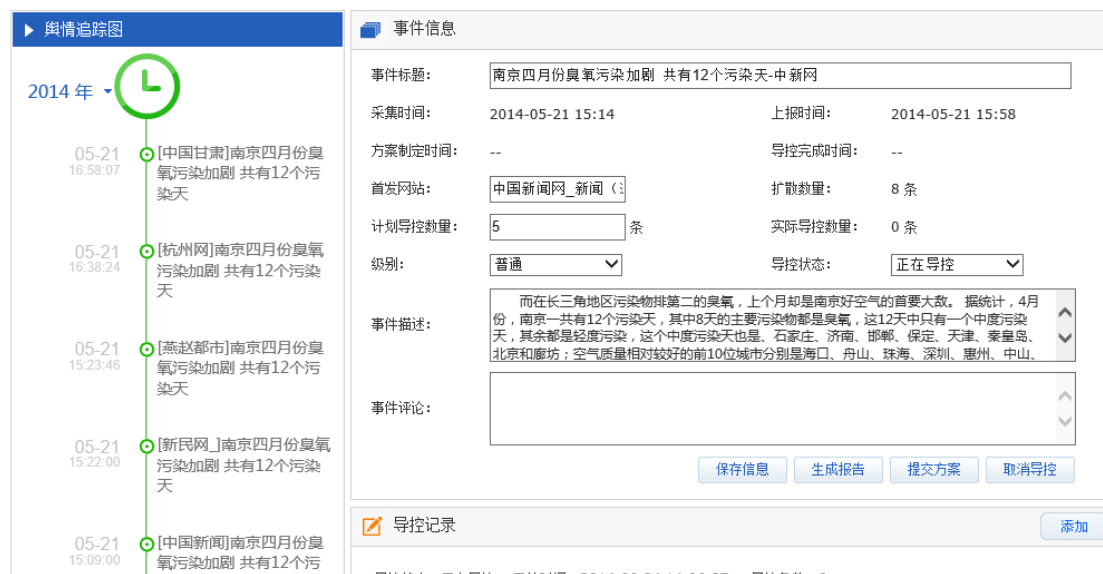 舆情追踪图
2014 年
05-21
16:58:07
[中国甘肃]南京四月份臭
氧污染加剧 共有12个污
染天
05-21
16:38:24
[杭州网]南京四月份臭氧
污染加剧 共有12个污染
天
05-21
15:23:46
[燕赵都市]南京四月份臭
氧污染加剧 共有12个污
染天
05-21
15:22:00
[新民网_]南京四月份臭氧
污染加剧 共有12个污染
天
05-21
15:09:00
[中国新闻]南京四月份臭
氧污染加剧 共有12个污
事件信息
事件标题: 南京四月份臭氧污染加剧 共有12个污染天-中新网
采集时间: 2014-05-21 15:14 上报时间: 2014-05-21 15:58
方案制定时间: -- 导控完成时间: --
首发网站: 中国新闻网_新闻 ( 扩散数量: 8 条
计划导控数量: 5 条 实际导控数量: 0 条
级别: 普通 导控状态: 正在导控
事件描述:
而在长三角地区污染物排第二的臭氧，上个月却是南京好空气的首要大敌。 据统计，4月
份，南京一共有12个污染天，其中8天的主要污染物都是臭氧，这12天中只有一个中度污染
天，其余都是轻度污染，这个中度污染天也是、石家庄、济南、邯郸、保定、天津、秦皇岛、
北京和廊坊；空气质量相对较好的前10位城市分别是海口、舟山、珠海、深圳、惠州、中山、
事件评论:
保存信息 生成报告 提交方案 取消导控
导控记录 添加